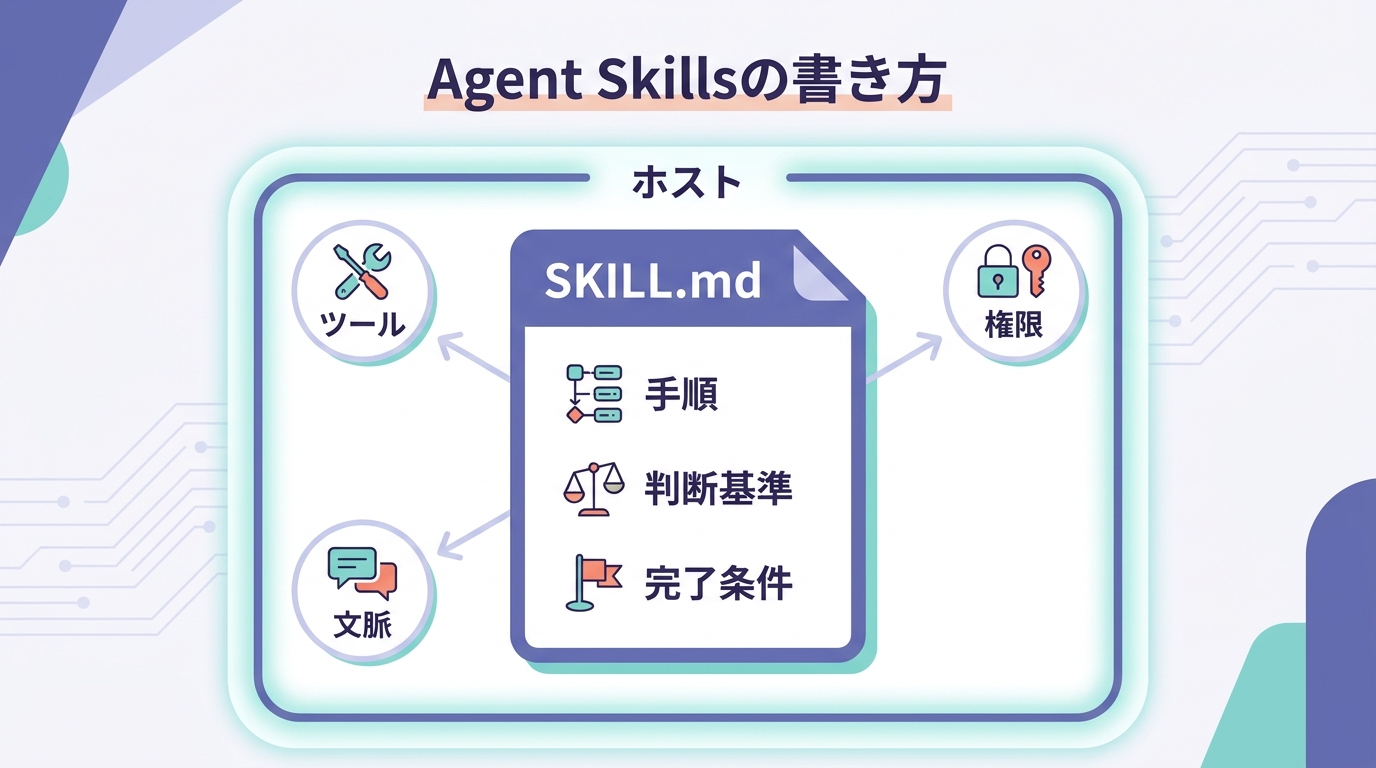 Agent Skillsの書き方
ホスト
ツール
SKILL.md
権限
手順
判断基準
完了条件
文脈